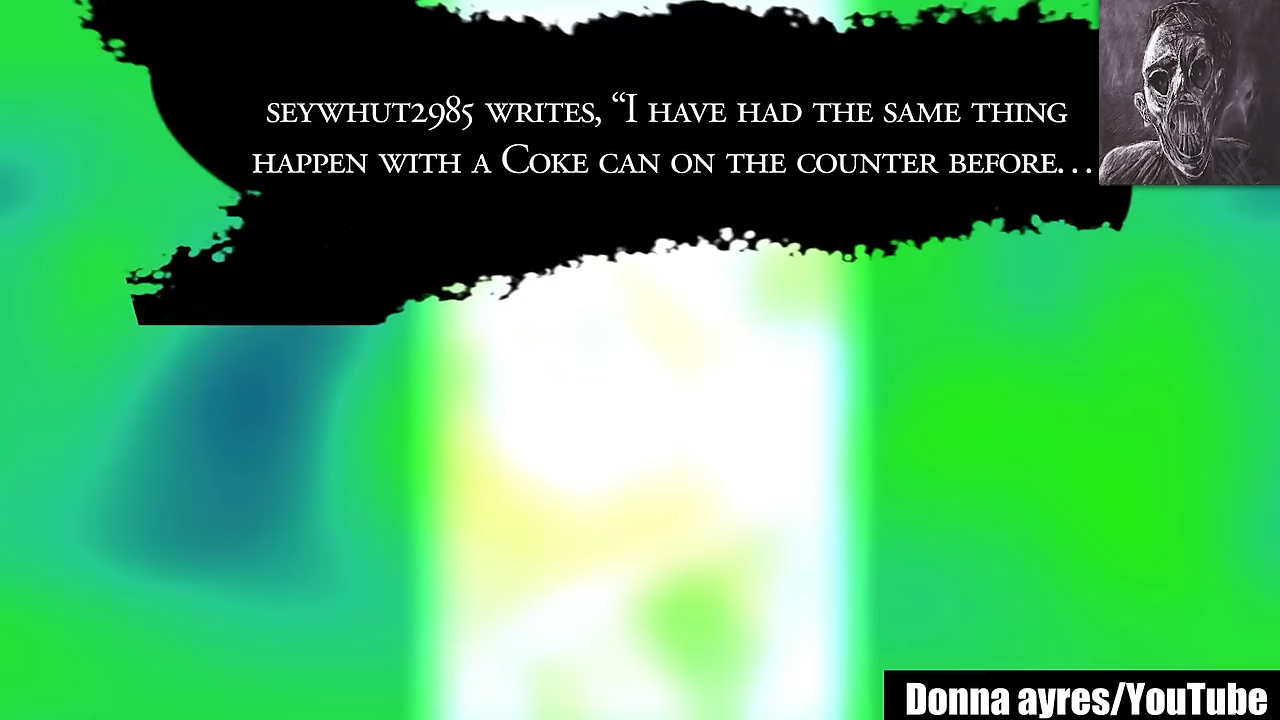 seywhut2985 writes, “I have had the same thing
happen with a Coke can on the counter before...
Donna ayres/YouTube